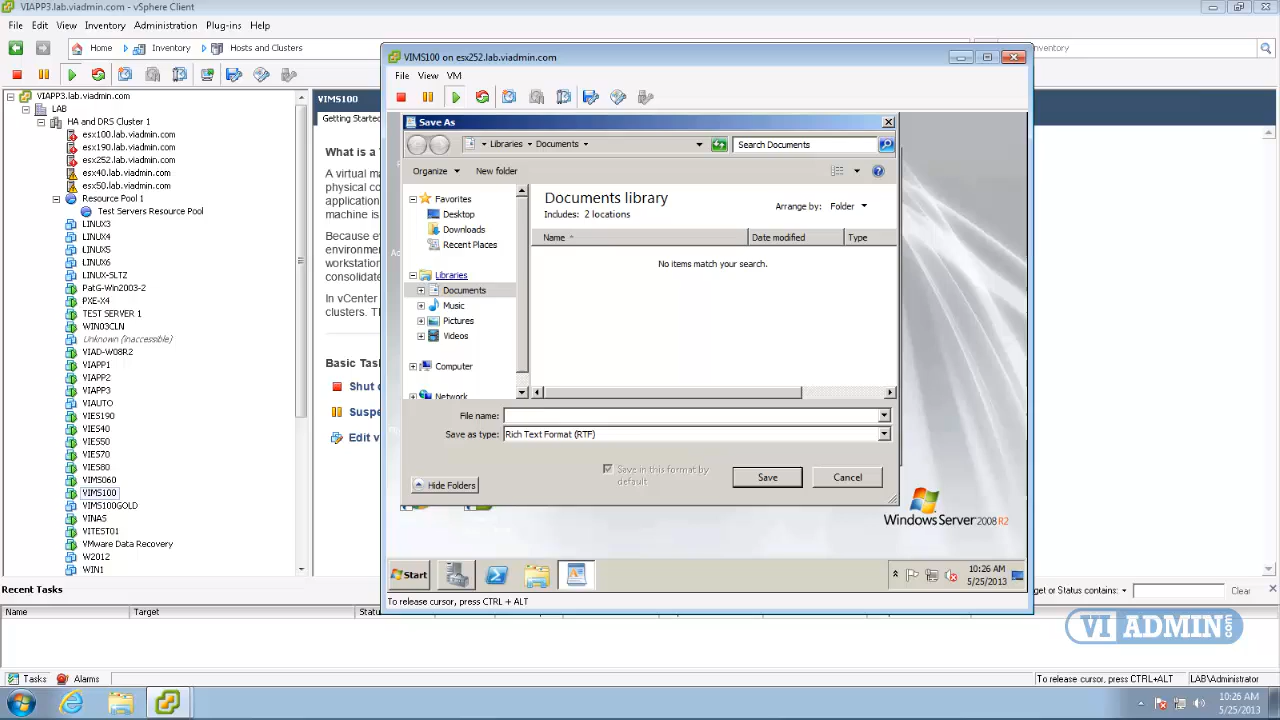 VIAPP3.lab.viadmin.com - vSphere Client
File Edit View Inventory Administration Plug-ins Help
Home Inventory Hosts and Clusters
VIAPP3.lab.viadmin.com
LAB
HA and DRS Cluster 1
esx100.lab.viadmin.com
esx190.lab.viadmin.com
esx252.lab.viadmin.com
esx40.lab.viadmin.com
esx50.lab.viadmin.com
Resource Pool 1
Test Servers Resource Pool
LINUX3
LINUX4
LINUX5
LINUX6
LINUX-SLTZ
PatG-Win2003-2
PXE-X4
TEST SERVER 1
WIN03CLN
Unknown (inaccessible)
VIAD-W08R2
VIAPP1
VIAPP2
VIAPP3
VIAUTO
VIES190
VIES40
VIES50
VIES70
VIES80
VIMS060
VIMS100
VIMS100GOLD
VINAS
VITEST01
VMware Data Recovery
W2012
WIN1
VIMS100
Getting Started
What is a
A virtual
physical
application
machine is
Because
environme
workstatio
consolidate
In vCenter
clusters.
Basic Tas
Shut
Suspe
Edit
Inventory
VIMS100 on esx252.lab.viadmin.com
File View VM
Save As
Libraries Documents
Search Documents
Organize New folder
Favorites
Desktop
Downloads
Recent Places
Libraries
Documents
Music
Pictures
Videos
Computer
Network
Documents library
Includes: 2 locations
Arrange by: Folder
Name Date modified Type
No items match your search.
File name:
Save as type: Rich Text Format (RTF)
Save in this format by
default
Hide Folders
Save Cancel
Windows Server 2008 R2
Start
10:26 AM
5/25/2013
To release cursor, press CTRL + ALT
Recent Tasks
get or Status contains: Clear
Name Target Statu
VI ADMIN.com
Tasks Alarms
To release cursor, press CTRL+ALT LAB\Administrator
10:26 AM
5/25/2013